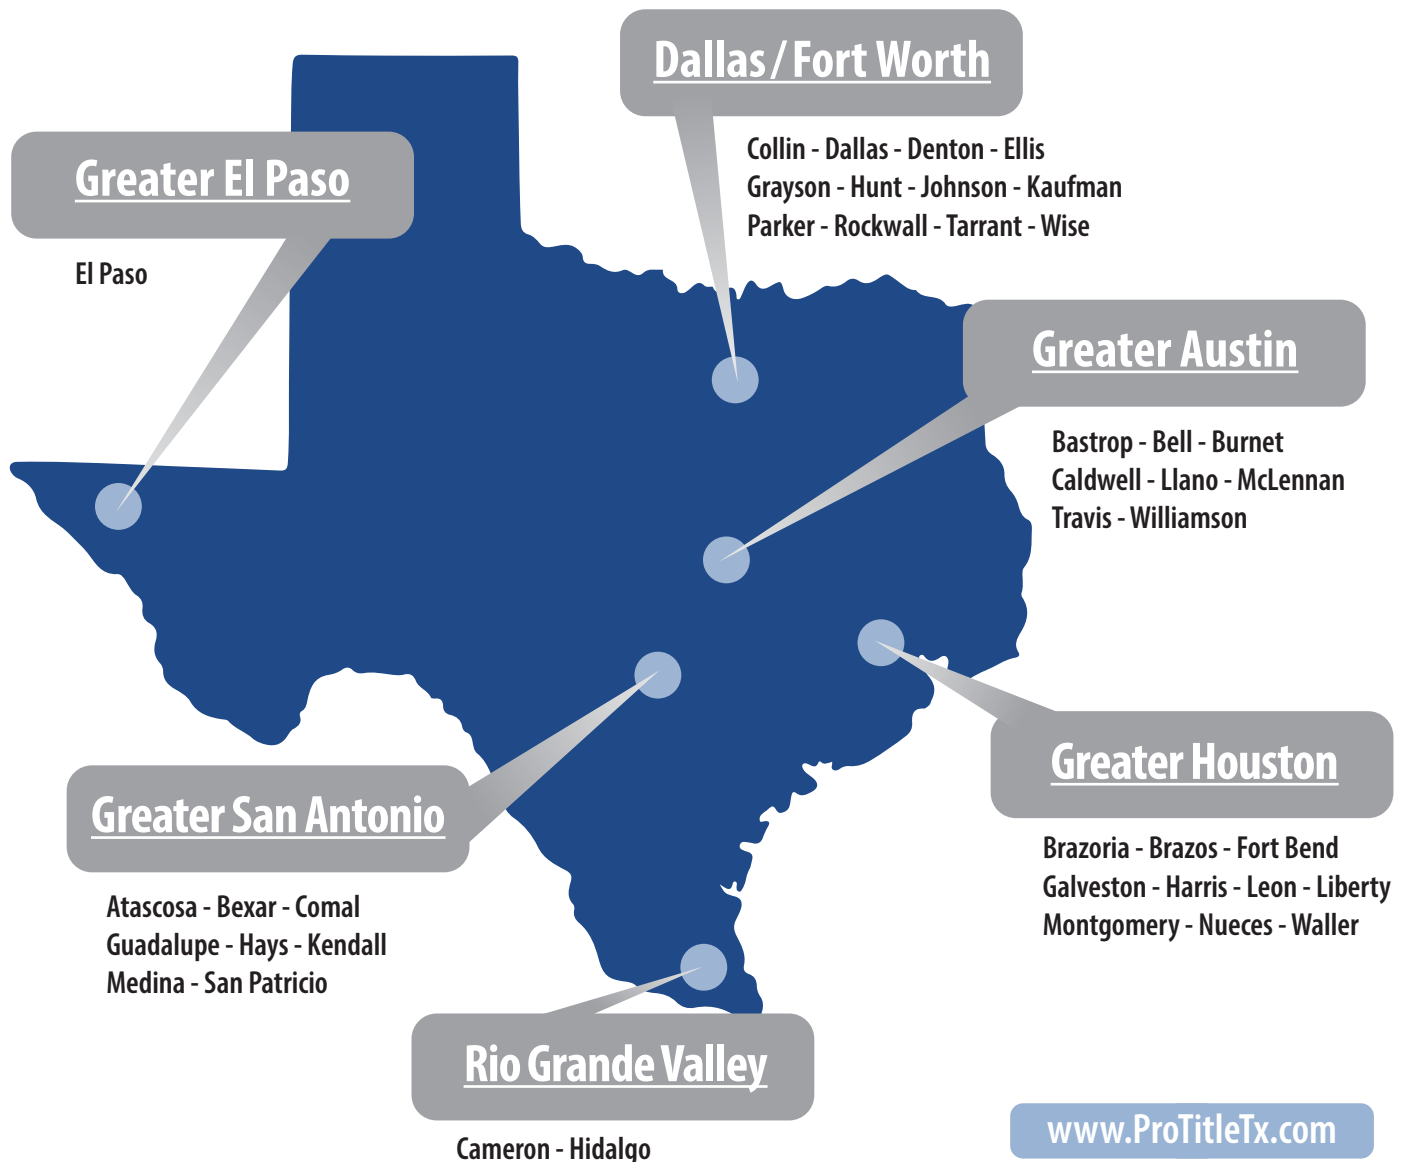 Dallas / Fort Worth
Collin - Dallas - Denton - Ellis
Grayson - Hunt - Johnson - Kaufman
Parker - Rockwall - Tarrant - Wise
Greater El Paso
El Paso
Greater Austin
Bastrop - Bell - Burnet
Caldwell - Llano - McLennan
Travis - Williamson
Greater Houston
Brazoria - Brazos - Fort Bend
Galveston - Harris - Leon - Liberty
Montgomery - Nueces - Waller
Greater San Antonio
Atascosa - Bexar - Comal
Guadalupe - Hays - Kendall
Medina - San Patricio
Rio Grande Valley
Cameron - Hidalgo
www.ProTitleTx.com